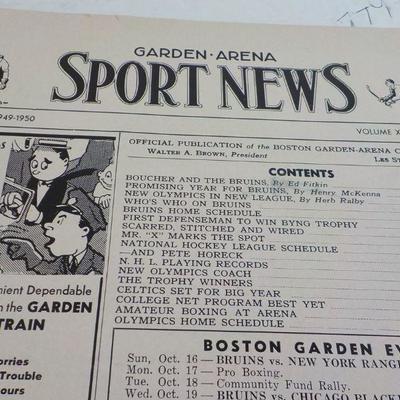 GARDEN-ARENA
SPORT NEWS
1949-1950
VOLUME X
OFFICIAL PUBLICATION of the BOSTON GARDEN-ARENA C
WALTER A. BROWN, President
LES ST
CONTENTS
BOUCHER AND THE BRUINS, By Ed Fitkin
PROMISING YEAR FOR BRUINS, By Henry McKenna
NEW OLYMPICS IN NEW LEAGUE, By Herb Ralby
WHO'S WHO ON BRUINS
BRUINS HOME SCHEDULE
FIRST DEFENSEMAN TO WIN BYNG TROPHY
SCARRED, STITCHED AND WIRED
MR. "X" MARKS THE SPOT
NATIONAL HOCKEY LEAGUE SCHEDULE
—AND PETE HORECK
N. H. L. PLAYING RECORDS
NEW OLYMPICS COACH
THE TROPHY WINNERS
CELTICS SET FOR BIG YEAR
COLLEGE NET PROGRAM BEST YET
AMATEUR BOXING AT ARENA
OLYMPICS HOME SCHEDULE
nient Dependable
n the GARDEN
TRAIN
orries
Trouble
ours
BOSTON GARDEN EV
Sun, Oct. 16—BRUINS vs. NEW YORK RANGE
Mon. Oct. 17—Pro Boxing.
Tue. Oct. 18—Community Fund Rally.
Wed. Oct. 19—BRUINS vs. CHICAGO BLACK